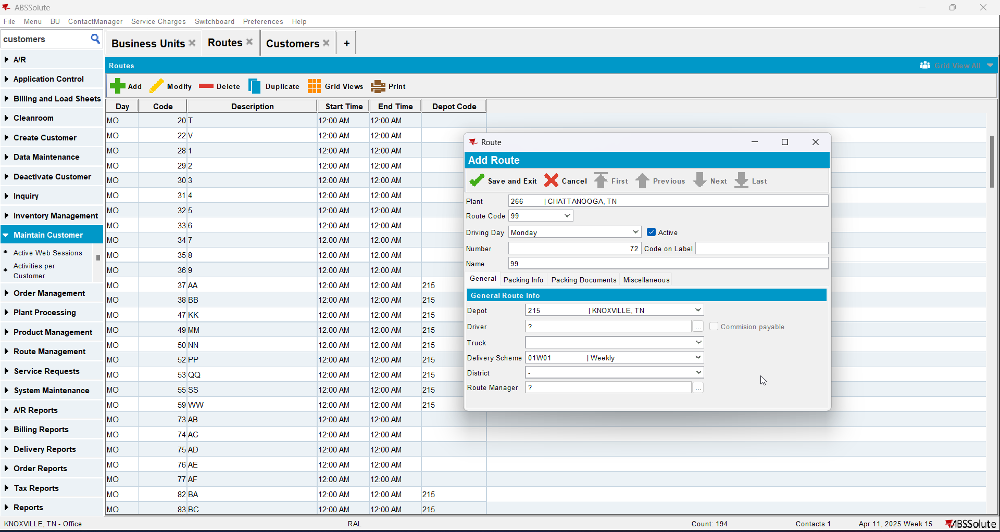 ABSSolute
File Menu BU ContactManager Service Charges Switchboard Preferences Help
customers
Business Units Routes Customers +
A/R
Application Control
Billing and Load Sheets
Cleanroom
Create Customer
Data Maintenance
Deactivate Customer
Inquiry
Inventory Management
Maintain Customer
Active Web Sessions
Activities per
Customer
Order Management
Plant Processing
Product Management
Route Management
Service Requests
System Maintenance
A/R Reports
Billing Reports
Delivery Reports
Order Reports
Tax Reports
Reports
Routes Grid View All
Add Modify Delete Duplicate Grid Views Print
Day Code Description Start Time End Time Depot Code
MO 20 T 12:00 AM 12:00 AM
MO 22 V 12:00 AM 12:00 AM
MO 28 1 12:00 AM 12:00 AM
MO 29 2 12:00 AM 12:00 AM
MO 30 3 12:00 AM 12:00 AM
MO 31 4 12:00 AM 12:00 AM
MO 32 5 12:00 AM 12:00 AM
MO 33 6 12:00 AM 12:00 AM
MO 34 7 12:00 AM 12:00 AM
MO 35 8 12:00 AM 12:00 AM
MO 36 9 12:00 AM 12:00 AM
MO 37 AA 12:00 AM 12:00 AM 215
MO 38 BB 12:00 AM 12:00 AM 215
MO 47 KK 12:00 AM 12:00 AM 215
MO 49 MM 12:00 AM 12:00 AM 215
MO 50 NN 12:00 AM 12:00 AM 215
MO 52 PP 12:00 AM 12:00 AM 215
MO 53 QQ 12:00 AM 12:00 AM 215
MO 55 SS 12:00 AM 12:00 AM 215
MO 59 WW 12:00 AM 12:00 AM 215
MO 73 AB 12:00 AM 12:00 AM
MO 74 AC 12:00 AM 12:00 AM
MO 75 AD 12:00 AM 12:00 AM
MO 76 AE 12:00 AM 12:00 AM
MO 77 AF 12:00 AM 12:00 AM
MO 82 BA 12:00 AM 12:00 AM 215
MO 83 BC 12:00 AM 12:00 AM 215
Route
Add Route
Save and Exit Cancel First Previous Next Last
Plant 266 | CHATTANOOGA, TN
Route Code 99
Driving Day Monday Active
Number 72 Code on Label
Name 99
General Packing Info Packing Documents Miscellaneous
General Route Info
Depot 215 | KNOXVILLE, TN
Driver ? ... Commision payable
Truck
Delivery Scheme 01W01 | Weekly
District -
Route Manager ? ...
KNOXVILLE, TN - Office RAL Count: 194 Contacts 1 Apr 11, 2025 Week 15 ABSSolute